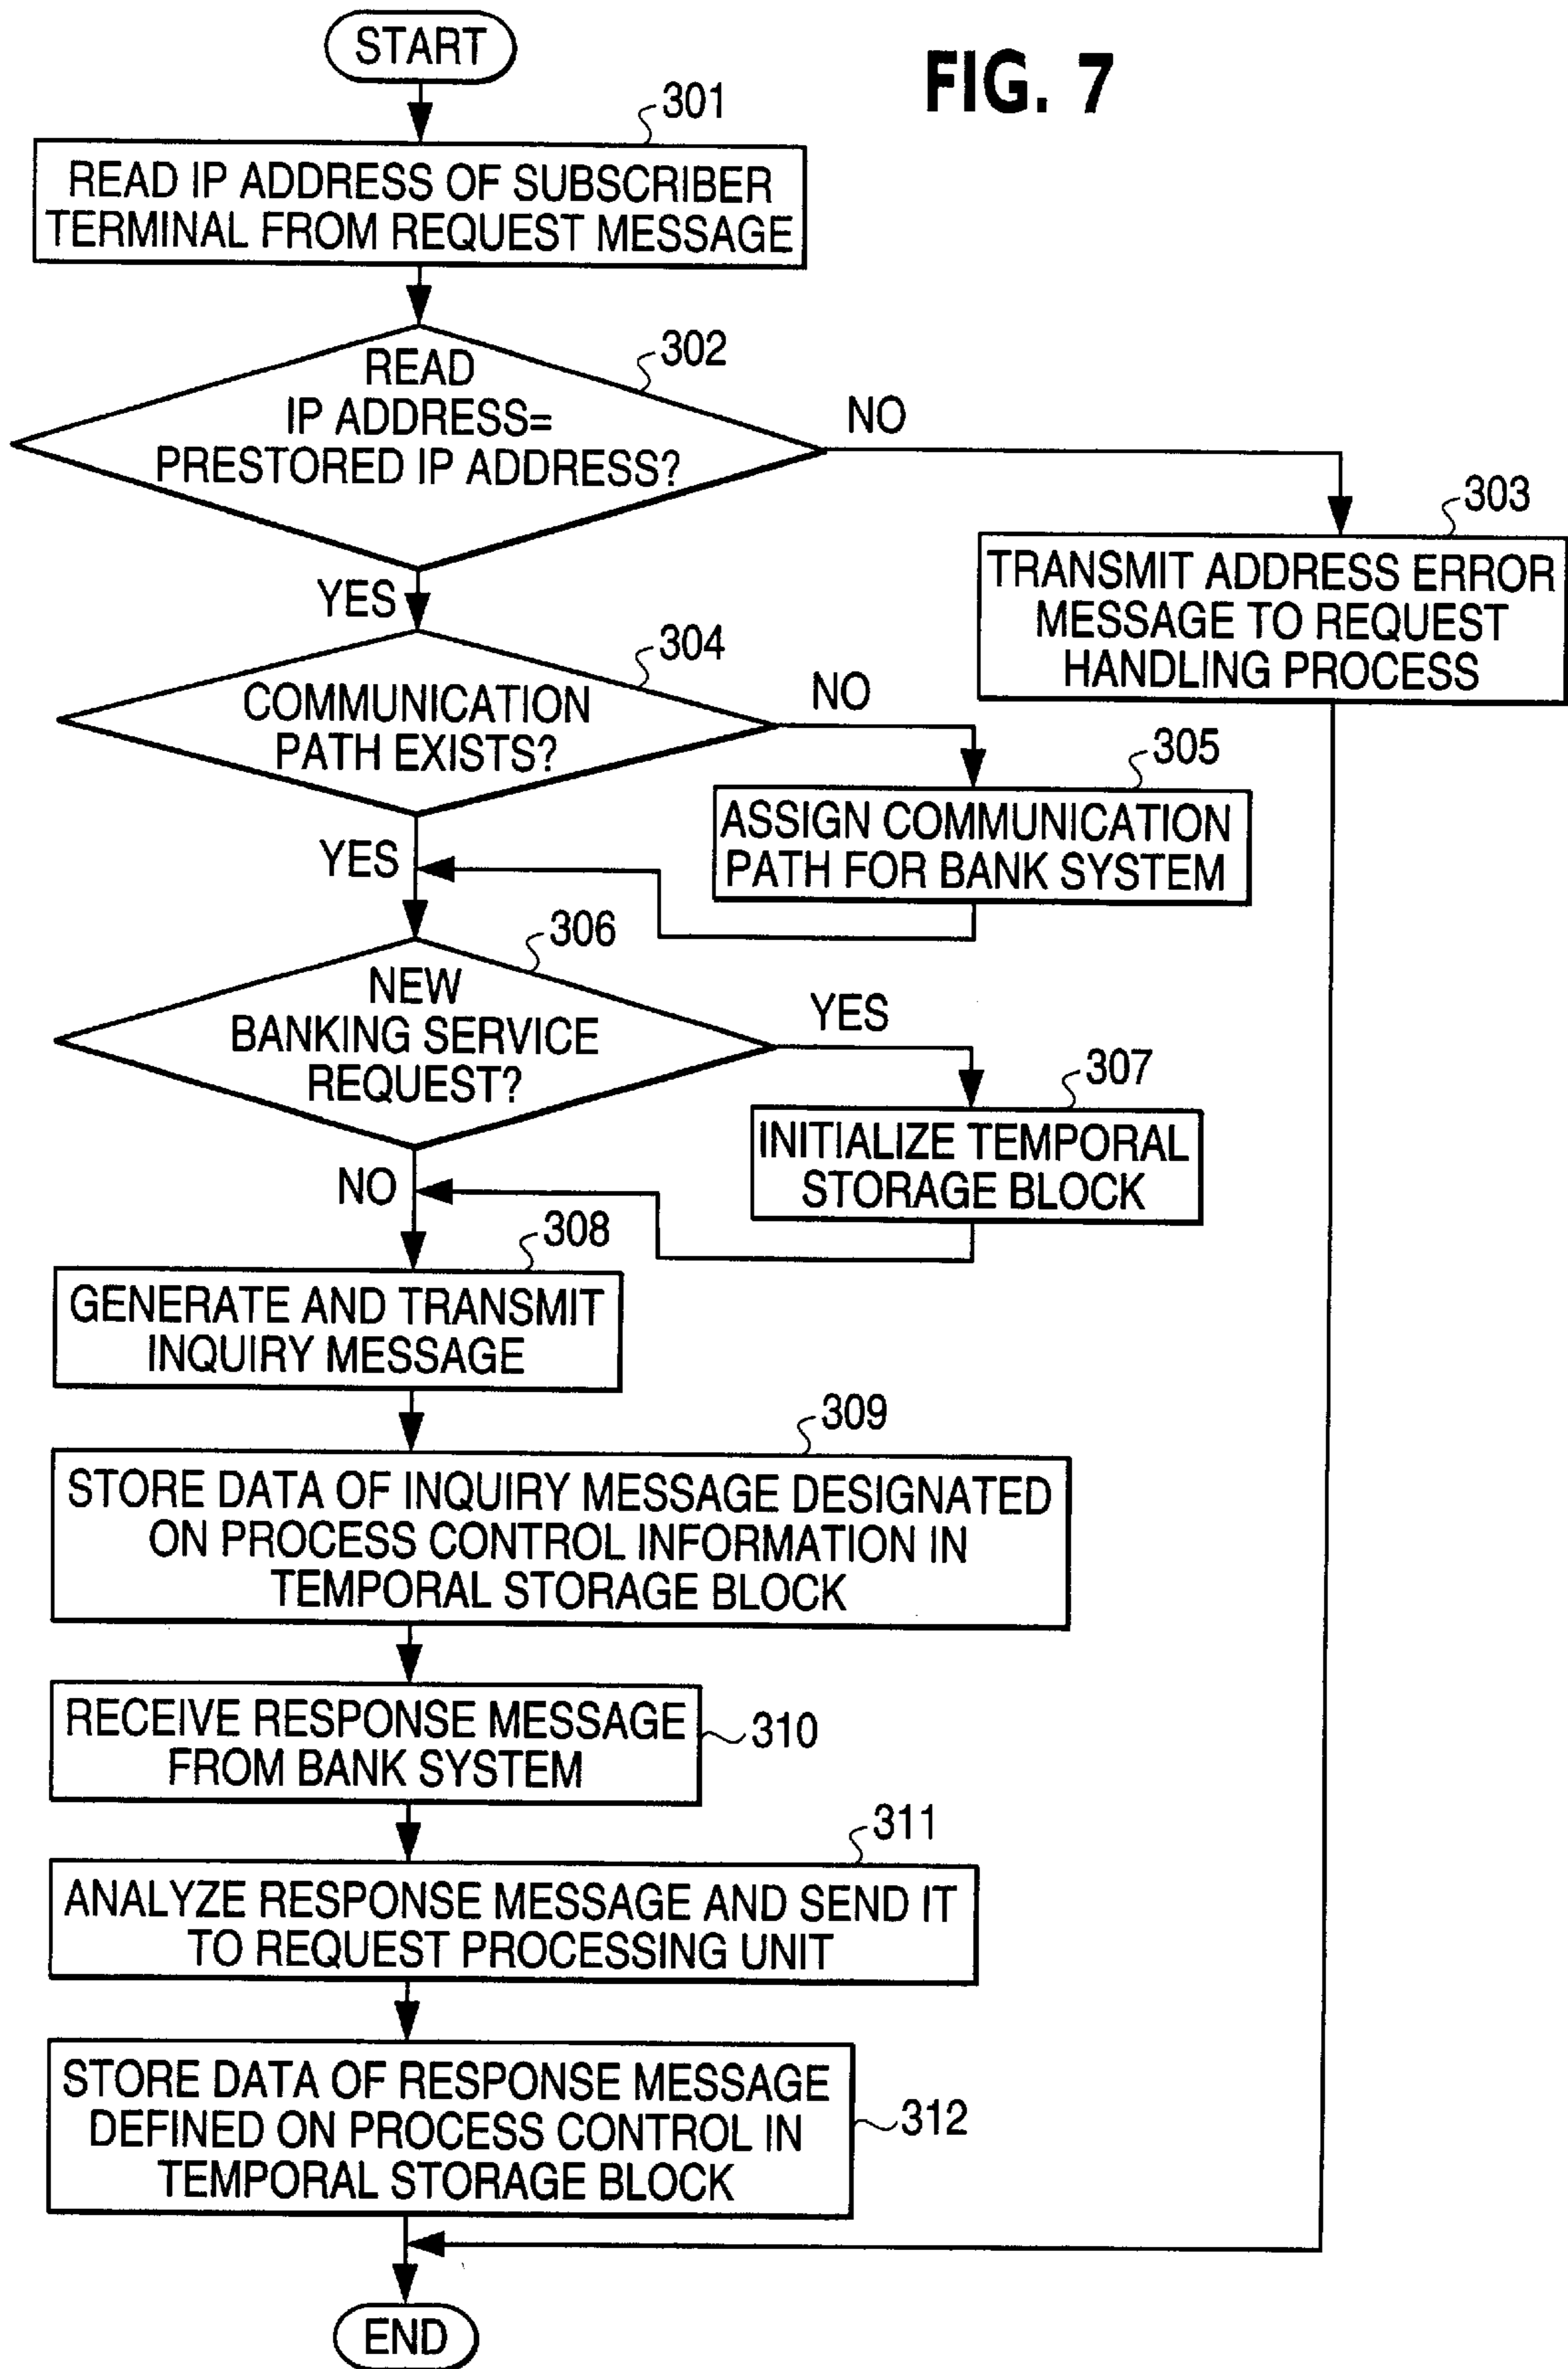 START
FIG. 7
301
READ IP ADDRESS OF SUBSCRIBER
TERMINAL FROM REQUEST MESSAGE
302
READ
IP ADDRESS=
PRESTORED IP ADDRESS?
NO
YES
303
TRANSMIT ADDRESS ERROR
MESSAGE TO REQUEST
HANDLING PROCESS
304
COMMUNICATION
PATH EXISTS?
NO
YES
305
ASSIGN COMMUNICATION
PATH FOR BANK SYSTEM
306
NEW
BANKING SERVICE
REQUEST?
YES
NO
307
INITIALIZE TEMPORAL
STORAGE BLOCK
308
GENERATE AND TRANSMIT
INQUIRY MESSAGE
309
STORE DATA OF INQUIRY MESSAGE DESIGNATED
ON PROCESS CONTROL INFORMATION IN
TEMPORAL STORAGE BLOCK
RECEIVE RESPONSE MESSAGE
FROM BANK SYSTEM
310
311
ANALYZE RESPONSE MESSAGE AND SEND IT
TO REQUEST PROCESSING UNIT
STORE DATA OF RESPONSE MESSAGE
DEFINED ON PROCESS CONTROL IN
TEMPORAL STORAGE BLOCK
312
END